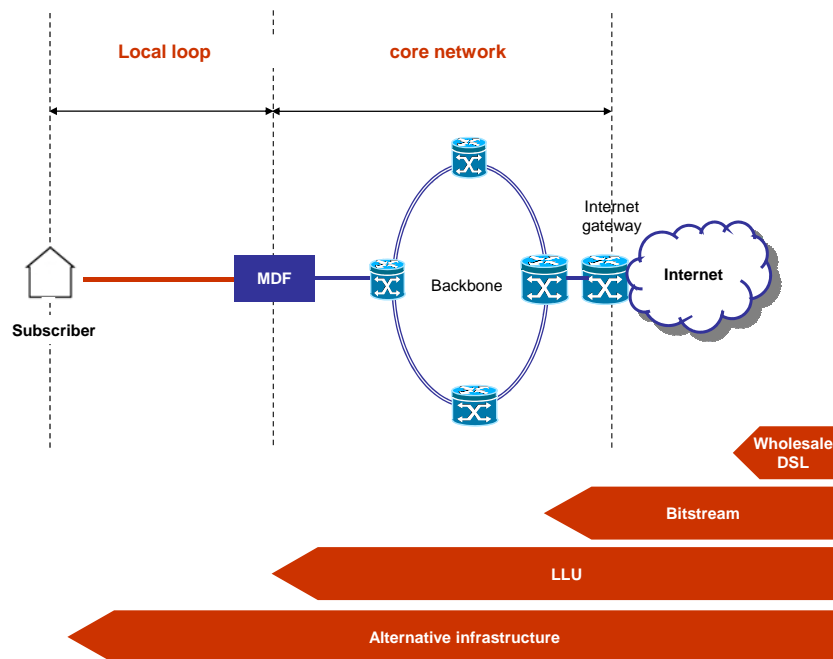 Local loop
core network
Internet
gateway
MDF
Backbone
Internet
Subscriber
Wholesale
DSL
Bitstream
LLU
Alternative infrastructure